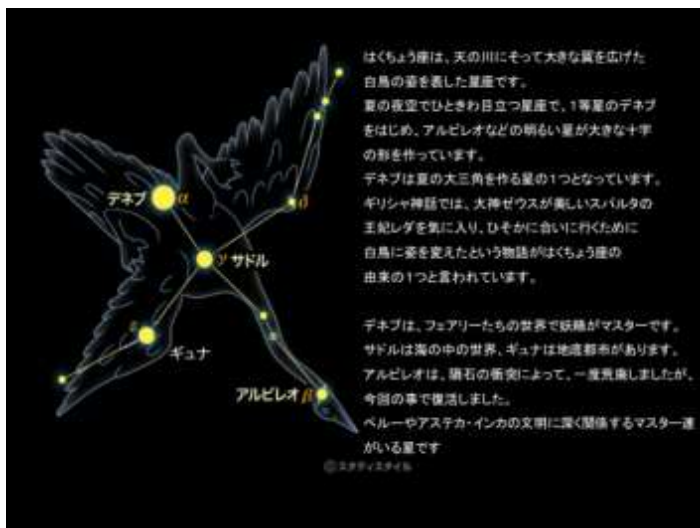 はくちょう座は、天の川にそって大きな翼を広げた
白鳥の姿を表した星座です。
夏の夜空でひときわ目立つ星座で、1等星のデネブ
をはじめ、アルビレオなどの明るい星が大きな十字
の形を作っています。
デネブは夏の大三角を作る星の1つとなっています。
ギリシャ神話では、大神ゼウスが美しいスパルタの
王妃レダを気に入り、ひそかに会いに行くために
白鳥に姿を変えたという物語がはくちょう座の
由来の1つと言われています。
デネブは、フェアリーたちの世界で妖精がマスターです。
サドルは海の中の世界、ギュナは地底都市があります。
アルビレオは、隕石の衝突によって、一度荒廃しましたが、
今回の事で復活しました。
ペルーやアステカ・インカの文明に深く関係するマスター達
がいる星です
デネブ α
δ
γ サドル
ε
ギュナ
アルビレオ β
©スタディスタイル